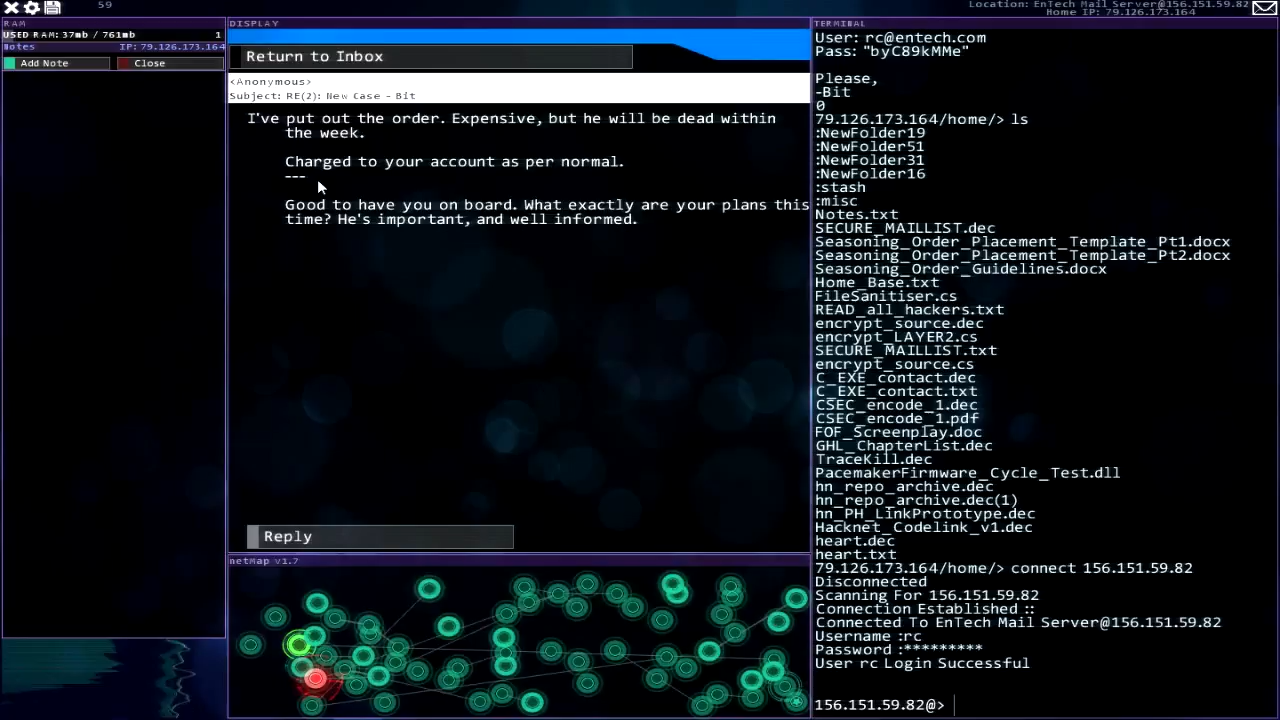 59
Location: EnTech Mail Server@156.151.59.82
Home IP: 79.126.173.164
RAM
USED RAM: 37mb / 761mb 1
Notes IP: 79.126.173.164
Add Note Close
DISPLAY
Return to Inbox
<Anonymous>
Subject: RE(2): New Case - Bit
I've put out the order. Expensive, but he will be dead within
the week.
Charged to your account as per normal.
---
Good to have you on board. What exactly are your plans this
time? He's important, and well informed.
Reply
netMap v1.7
TERMINAL
User: rc@entech.com
Pass: "byC89kMMe"
Please,
-Bit
0
79.126.173.164/home/> ls
:NewFolder19
:NewFolder51
:NewFolder31
:NewFolder16
:stash
:misc
Notes.txt
SECURE_MAILLIST.dec
Seasoning_Order_Placement_Template_Pt1.docx
Seasoning_Order_Placement_Template_Pt2.docx
Seasoning_Order_Guidelines.docx
Home_Base.txt
FileSanitiser.cs
READ_all_hackers.txt
encrypt_source.dec
encrypt_LAYER2.cs
SECURE_MAILLIST.txt
encrypt_source.cs
C_EXE_contact.dec
C_EXE_contact.txt
CSEC_encode_1.dec
CSEC_encode_1.pdf
FOF_Screenplay.doc
GHL_ChapterList.dec
TraceKill.dec
PacemakerFirmware_Cycle_Test.dll
hn_repo_archive.dec
hn_repo_archive.dec(1)
hn_PH_LinkPrototype.dec
Hacknet_Codelink_v1.dec
heart.dec
heart.txt
79.126.173.164/home/> connect 156.151.59.82
Disconnected
Scanning For 156.151.59.82
Connection Established ::
Connected To EnTech Mail Server@156.151.59.82
Username :rc
Password :*********
User rc Login Successful
156.151.59.82@>